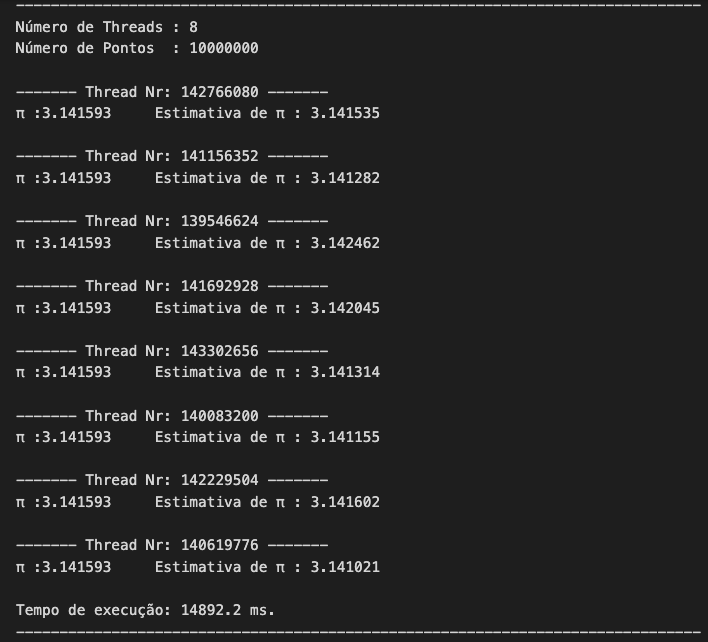 --------------------------------------------------------------------------------
Número de Threads : 8
Número de Pontos  : 10000000
------- Thread Nr: 142766080 -------
π :3.141593     Estimativa de π : 3.141535
------- Thread Nr: 141156352 -------
π :3.141593     Estimativa de π : 3.141282
------- Thread Nr: 139546624 -------
π :3.141593     Estimativa de π : 3.142462
------- Thread Nr: 141692928 -------
π :3.141593     Estimativa de π : 3.142045
------- Thread Nr: 143302656 -------
π :3.141593     Estimativa de π : 3.141314
------- Thread Nr: 140083200 -------
π :3.141593     Estimativa de π : 3.141155
------- Thread Nr: 142229504 -------
π :3.141593     Estimativa de π : 3.141602
------- Thread Nr: 140619776 -------
π :3.141593     Estimativa de π : 3.141021
Tempo de execução: 14892.2 ms.
--------------------------------------------------------------------------------